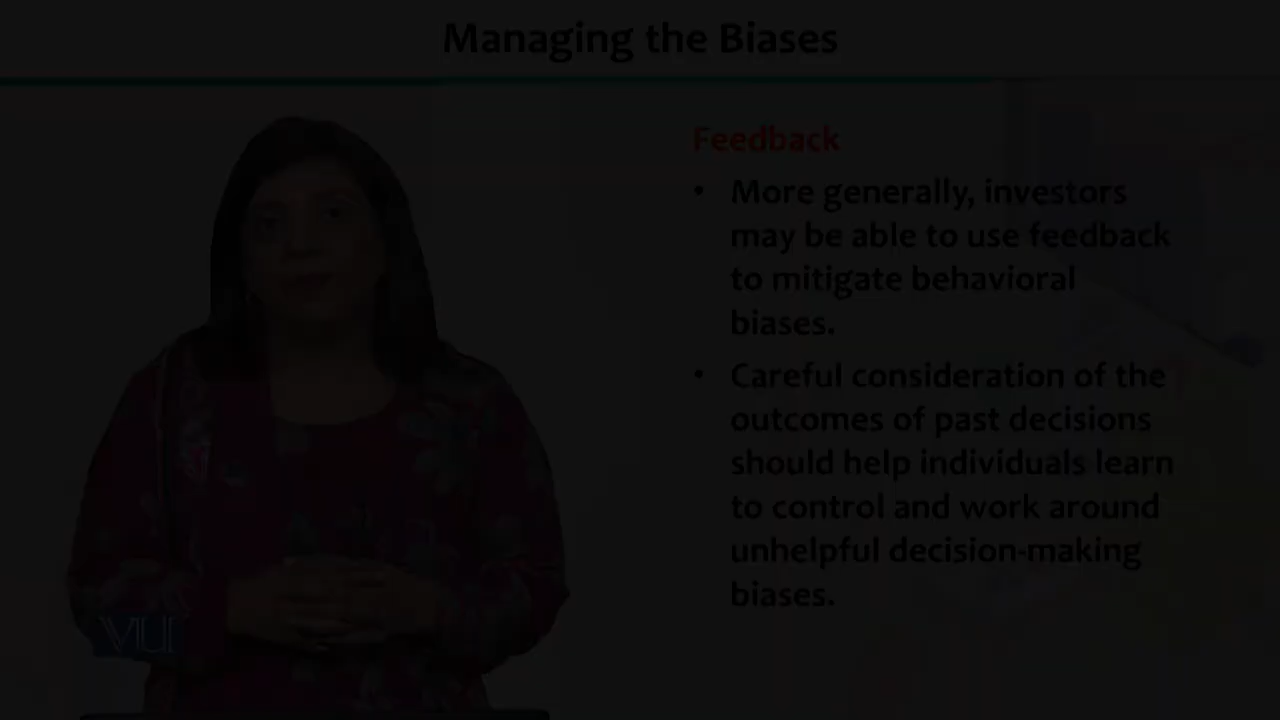 Managing the Biases
Feedback
• More generally, investors
may be able to use feedback
to mitigate behavioral
biases.
• Careful consideration of the
outcomes of past decisions
should help individuals learn
to control and work around
unhelpful decision-making
biases.
VU